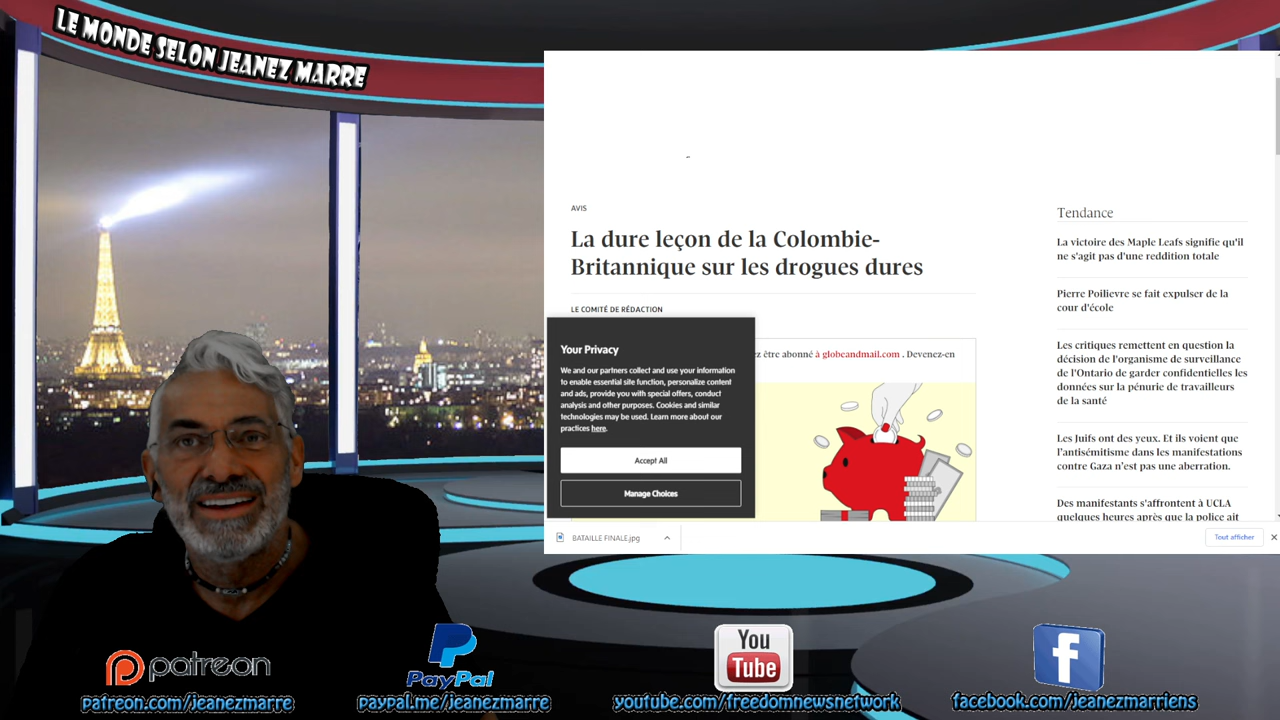 LE MONDE SELON JEANEZ MARRE
AVIS
La dure leçon de la Colombie-
Britannique sur les drogues dures
LE COMITÉ DE RÉDACTION
être abonné à globeandmail.com . Devenez-en
Your Privacy
We and our partners collect and use your information
to enable essential site function, personalize content
and ads, provide you with special offers, conduct
analysis and other purposes. Cookies and similar
technologies may be used. Learn more about our
practices here.
Accept All
Manage Choices
Tendance
La victoire des Maple Leafs signifie qu'il
ne s'agit pas d'une reddition totale
Pierre Poilievre se fait expulser de la
cour d'école
Les critiques remettent en question la
décision de l'organisme de surveillance
de l'Ontario de garder confidentielles les
données sur la pénurie de travailleurs
de la santé
Les Juifs ont des yeux. Et ils voient que
l'antisémitisme dans les manifestations
contre Gaza n'est pas une aberration.
Des manifestants s'affrontent à UCLA
quelques heures après que la police ait
BATAILLE FINALE.jpg
Tout afficher
patreon
PayPal
You
Tube
patreon.com/jeanezmarre
paypal.me/jeanezmarre
youtube.com/freedomnewsnetwork
facebook.com/jeanezmarriens